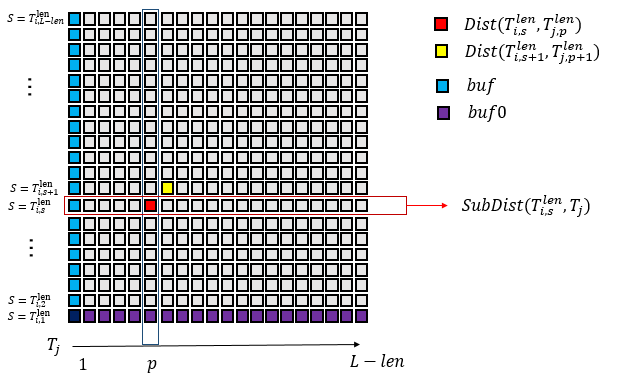 S = T_{i,L−len}^{len}
...
S = T_{i,s+1}^{len}
S = T_{i,s}^{len}
...
S = T_{i,2}^{len}
S = T_{i,1}^{len}
T_j
1 p L − len
Dist(T_{i,s}^{len}, T_{j,p}^{len})
Dist(T_{i,s+1}^{len}, T_{j,p+1}^{len})
buf
buf0
SubDist(T_{i,s}^{len}, T_j)